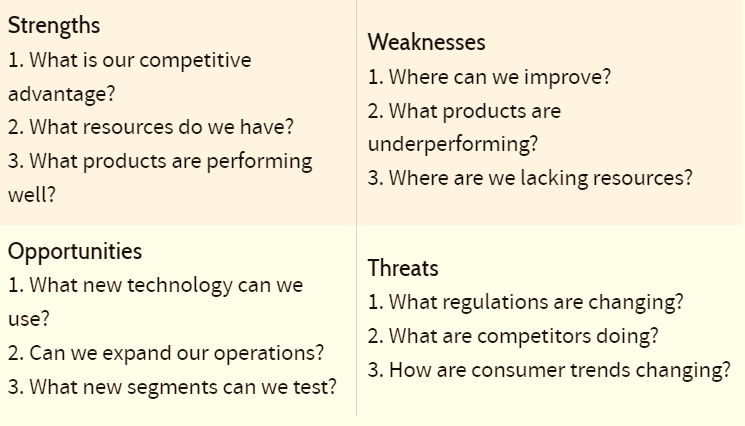 Strengths
1. What is our competitive
advantage?
2. What resources do we have?
3. What products are performing
well?
Weaknesses
1. Where can we improve?
2. What products are
underperforming?
3. Where are we lacking resources?
Opportunities
1. What new technology can we
use?
2. Can we expand our operations?
3. What new segments can we test?
Threats
1. What regulations are changing?
2. What are competitors doing?
3. How are consumer trends changing?